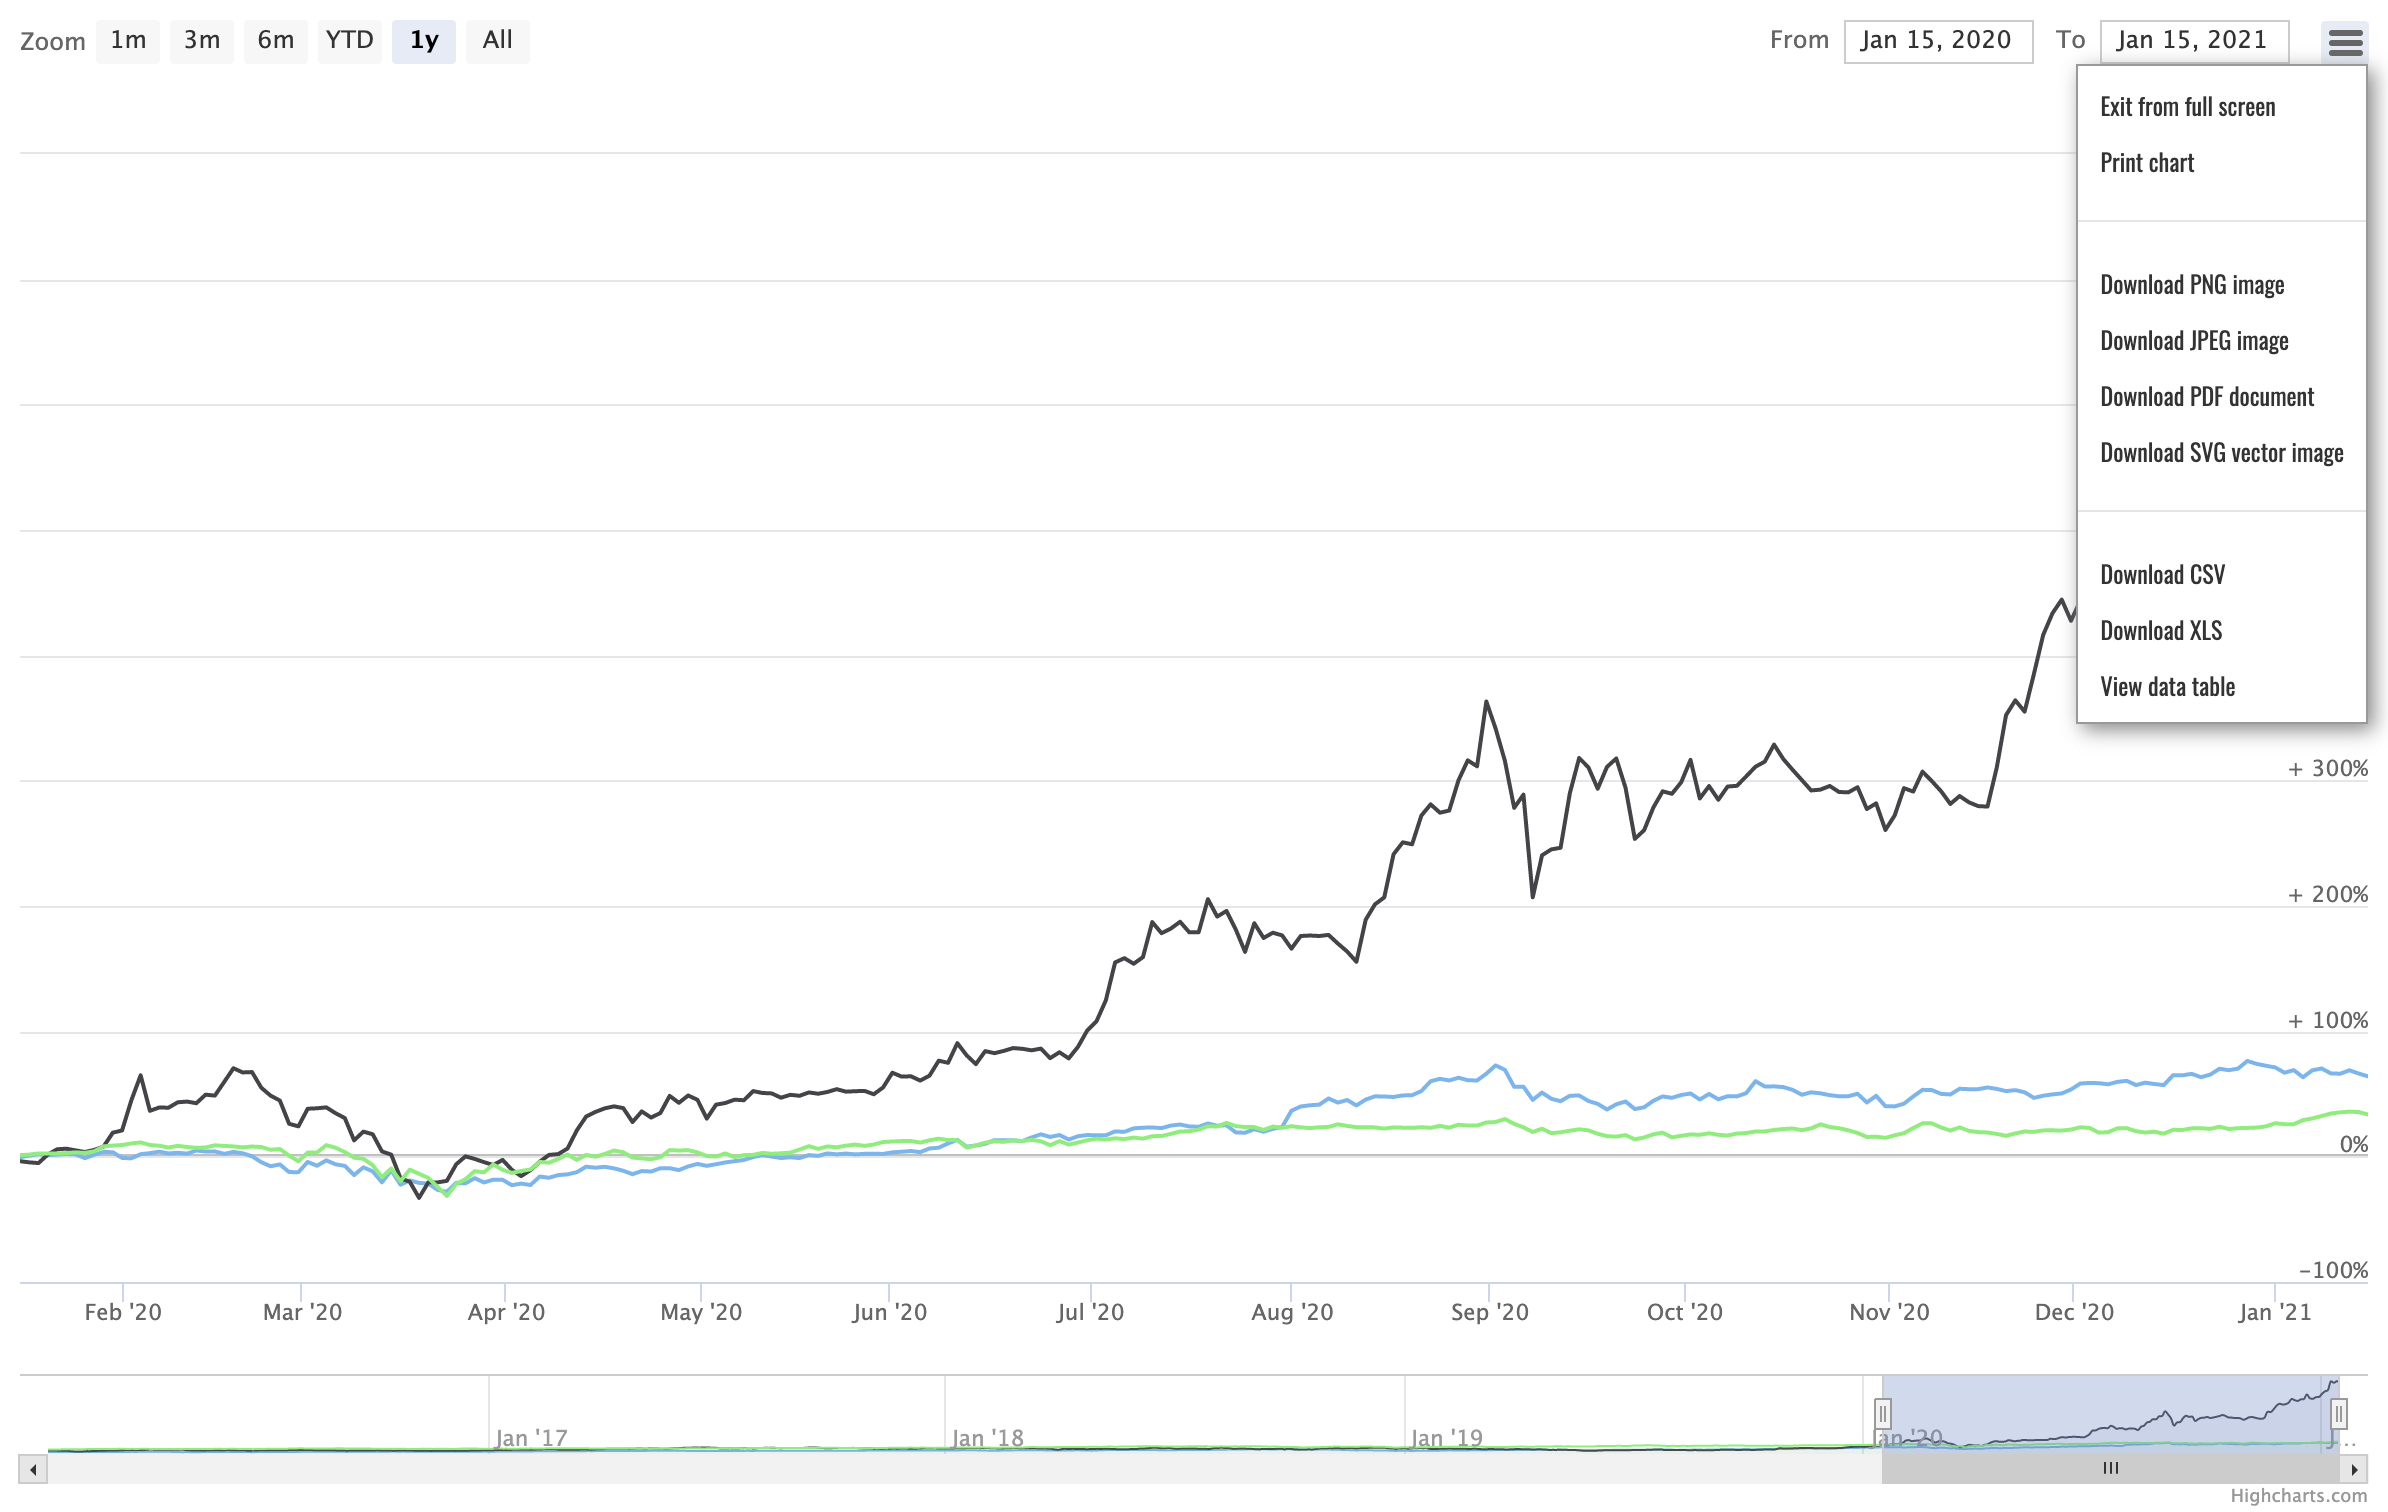 Zoom 1m 3m 6m YTD 1y All From Jan 15, 2020 To Jan 15, 2021
Exit from full screen
Print chart
Download PNG image
Download JPEG image
Download PDF document
Download SVG vector image
Download CSV
Download XLS
View data table
+ 300%
+ 200%
+ 100%
0%
-100%
Feb '20 Mar '20 Apr '20 May '20 Jun '20 Jul '20 Aug '20 Sep '20 Oct '20 Nov '20 Dec '20 Jan '21
Jan '17 Jan '18 Jan '19 Jan '20 J...
Highcharts.com